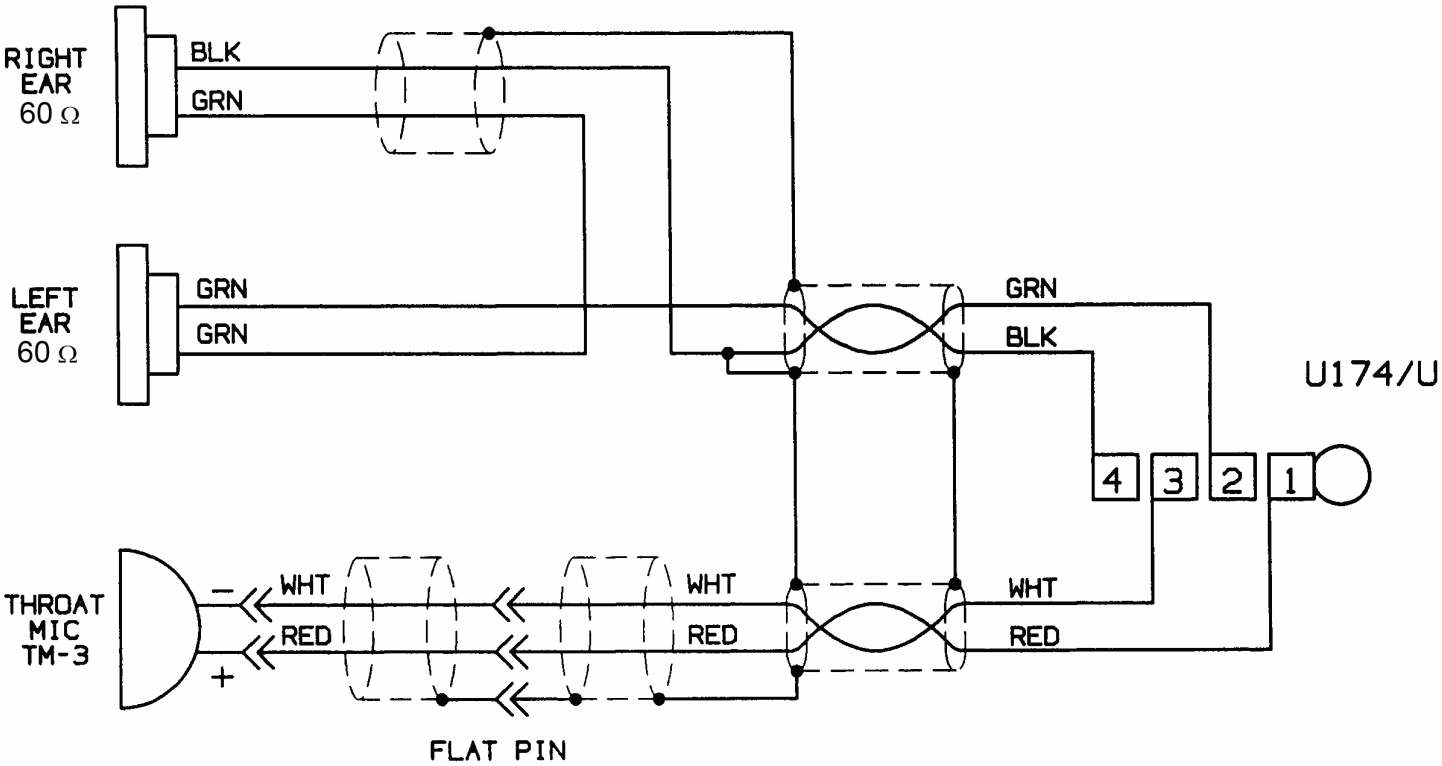 RIGHT
EAR
60 Ω
BLK
GRN
LEFT
EAR
60 Ω
GRN
GRN
GRN
BLK
U174/U
4 3 2 1
THROAT
MIC
TM-3
−
+
WHT
RED
WHT
RED
WHT
RED
FLAT PIN